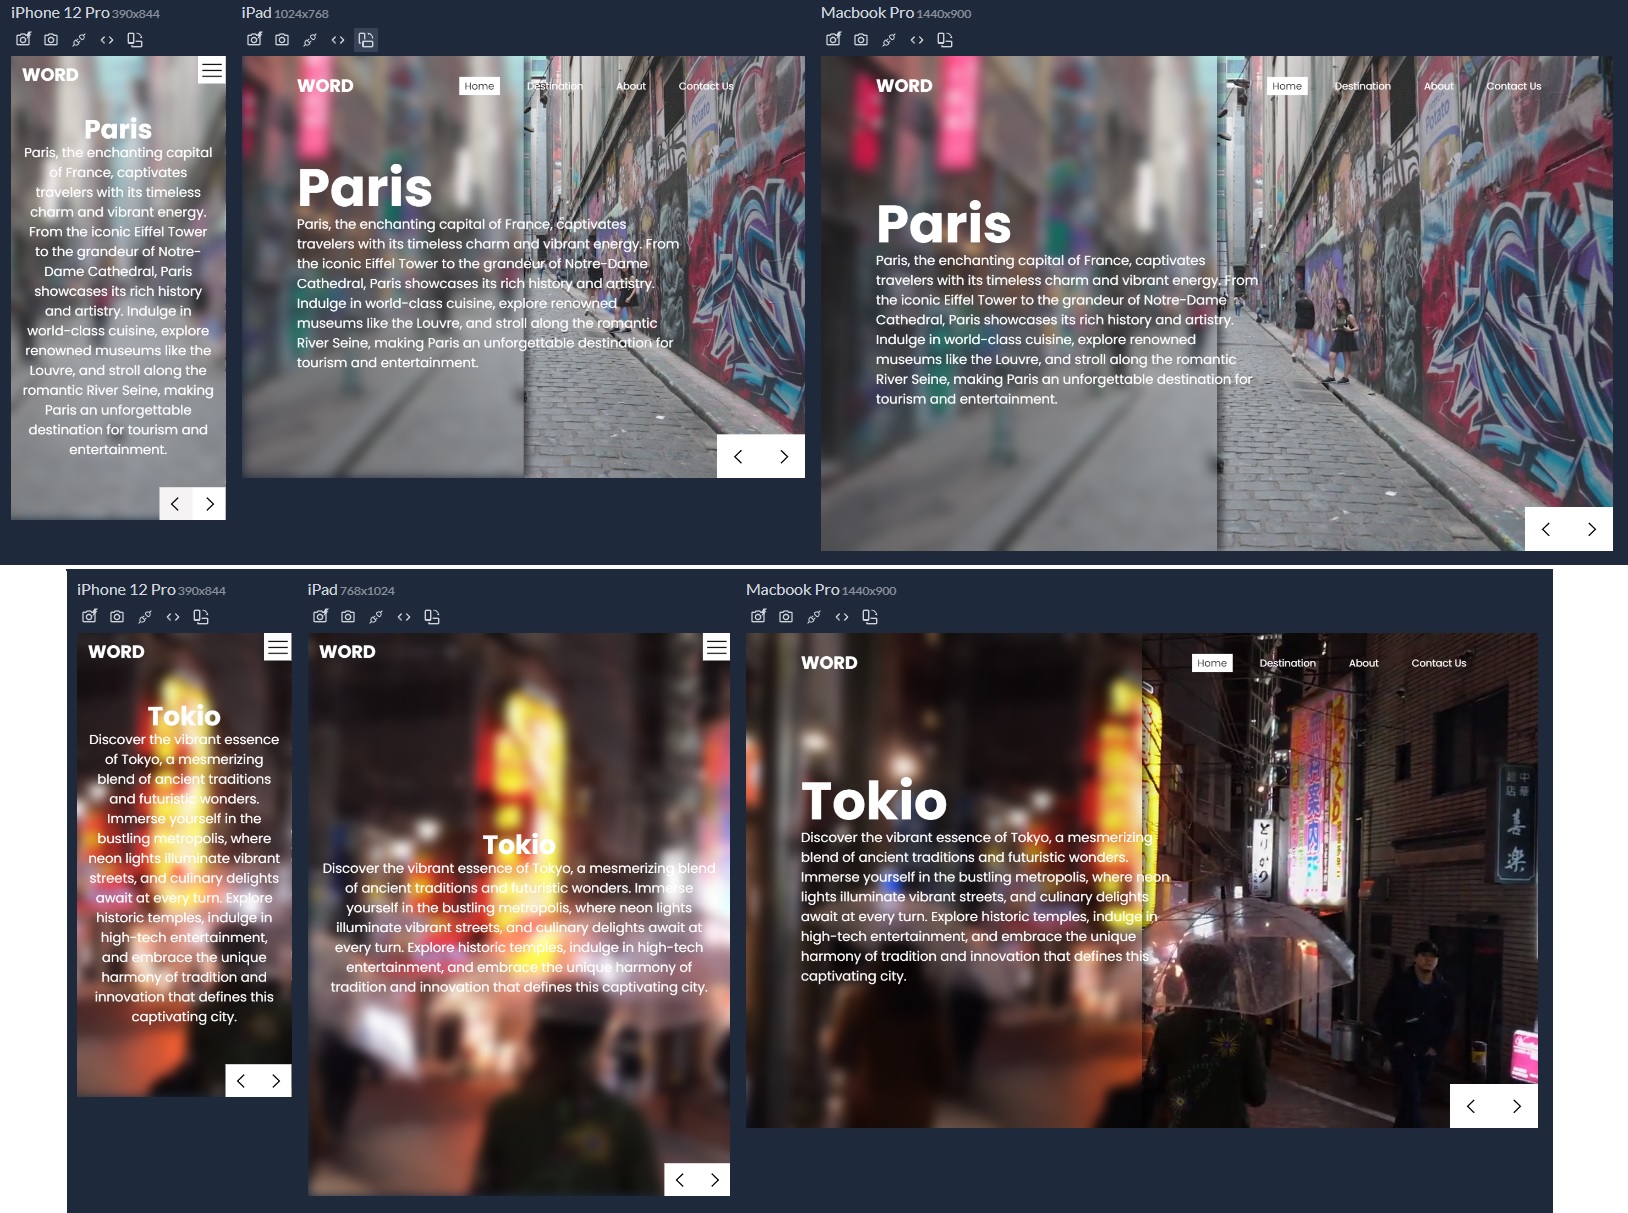 iPhone 12 Pro 390x844
iPad 1024x768
Macbook Pro 1440x900
WORD
Paris
Paris, the enchanting capital
of France, captivates
travelers with its timeless
charm and vibrant energy.
From the iconic Eiffel Tower
to the grandeur of Notre-
Dame Cathedral, Paris
showcases its rich history
and artistry. Indulge in
world-class cuisine, explore
renowned museums like the
Louvre, and stroll along the
romantic River Seine, making
Paris an unforgettable
destination for tourism and
entertainment.
WORD
Home Destination About Contact Us
Paris
Paris, the enchanting capital of France, captivates
travelers with its timeless charm and vibrant energy. From
the iconic Eiffel Tower to the grandeur of Notre-Dame
Cathedral, Paris showcases its rich history and artistry.
Indulge in world-class cuisine, explore renowned
museums like the Louvre, and stroll along the romantic
River Seine, making Paris an unforgettable destination for
tourism and entertainment.
Potato
WORD
Home Destination About Contact Us
Paris
Paris, the enchanting capital of France, captivates
travelers with its timeless charm and vibrant energy. From
the iconic Eiffel Tower to the grandeur of Notre-Dame
Cathedral, Paris showcases its rich history and artistry.
Indulge in world-class cuisine, explore renowned
museums like the Louvre, and stroll along the romantic
River Seine, making Paris an unforgettable destination for
tourism and entertainment.
Potato
iPhone 12 Pro 390x844
iPad 768x1024
Macbook Pro 1440x900
WORD
Tokio
Discover the vibrant essence
of Tokyo, a mesmerizing
blend of ancient traditions
and futuristic wonders.
Immerse yourself in the
bustling metropolis, where
neon lights illuminate vibrant
streets, and culinary delights
await at every turn. Explore
historic temples, indulge in
high-tech entertainment,
and embrace the unique
harmony of tradition and
innovation that defines this
captivating city.
WORD
Tokio
Discover the vibrant essence of Tokyo, a mesmerizing blend
of ancient traditions and futuristic wonders. Immerse
yourself in the bustling metropolis, where neon lights
illuminate vibrant streets, and culinary delights await at
every turn. Explore historic temples, indulge in high-tech
entertainment, and embrace the unique harmony of
tradition and innovation that defines this captivating city.
WORD
Home Destination About Contact Us
Tokio
Discover the vibrant essence of Tokyo, a mesmerizing
blend of ancient traditions and futuristic wonders.
Immerse yourself in the bustling metropolis, where neon
lights illuminate vibrant streets, and culinary delights
await at every turn. Explore historic temples, indulge in
high-tech entertainment, and embrace the unique
harmony of tradition and innovation that defines this
captivating city.
とりかク
喜楽